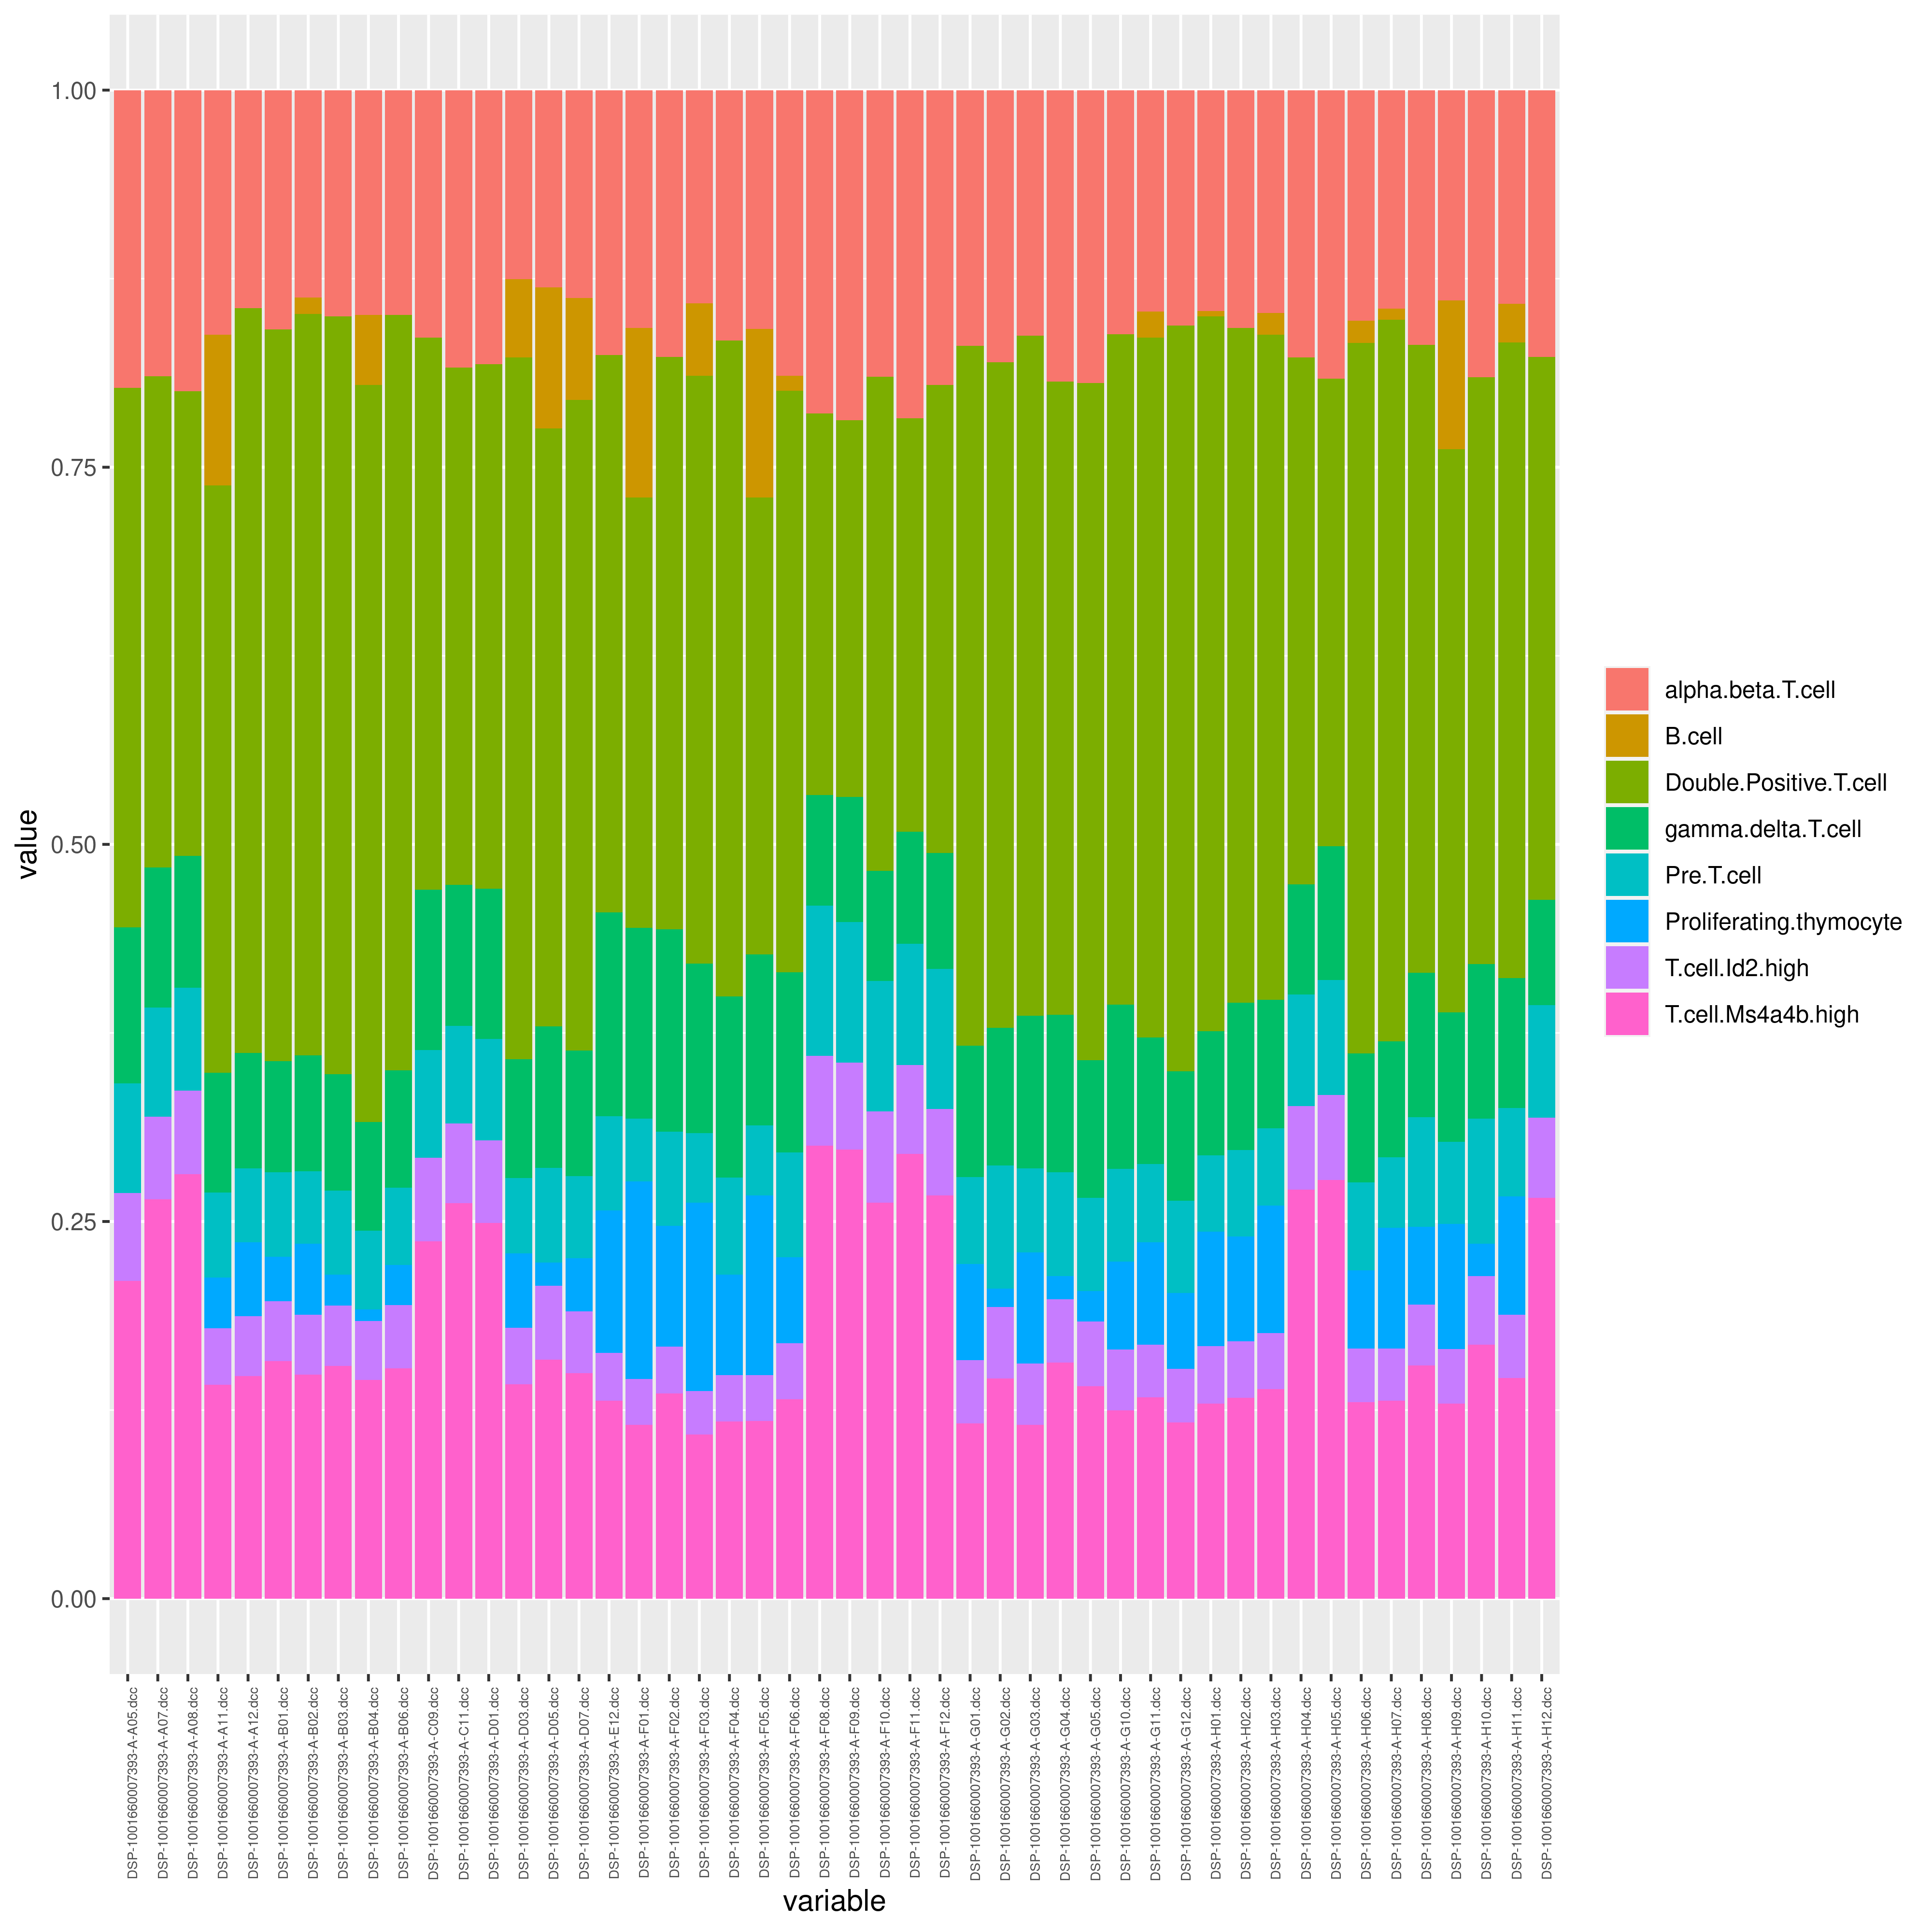 1.00
0.75
0.50
0.25
0.00
value
DSP-1001660007393-A-A05.dcc
DSP-1001660007393-A-A07.dcc
DSP-1001660007393-A-A08.dcc
DSP-1001660007393-A-A11.dcc
DSP-1001660007393-A-A12.dcc
DSP-1001660007393-A-B01.dcc
DSP-1001660007393-A-B02.dcc
DSP-1001660007393-A-B03.dcc
DSP-1001660007393-A-B04.dcc
DSP-1001660007393-A-B06.dcc
DSP-1001660007393-A-C09.dcc
DSP-1001660007393-A-C11.dcc
DSP-1001660007393-A-D01.dcc
DSP-1001660007393-A-D03.dcc
DSP-1001660007393-A-D05.dcc
DSP-1001660007393-A-D07.dcc
DSP-1001660007393-A-E12.dcc
DSP-1001660007393-A-F01.dcc
DSP-1001660007393-A-F02.dcc
DSP-1001660007393-A-F03.dcc
DSP-1001660007393-A-F04.dcc
DSP-1001660007393-A-F05.dcc
DSP-1001660007393-A-F06.dcc
DSP-1001660007393-A-F08.dcc
DSP-1001660007393-A-F09.dcc
DSP-1001660007393-A-F10.dcc
DSP-1001660007393-A-F11.dcc
DSP-1001660007393-A-F12.dcc
DSP-1001660007393-A-G01.dcc
DSP-1001660007393-A-G02.dcc
DSP-1001660007393-A-G03.dcc
DSP-1001660007393-A-G04.dcc
DSP-1001660007393-A-G05.dcc
DSP-1001660007393-A-G10.dcc
DSP-1001660007393-A-G11.dcc
DSP-1001660007393-A-G12.dcc
DSP-1001660007393-A-H01.dcc
DSP-1001660007393-A-H02.dcc
DSP-1001660007393-A-H03.dcc
DSP-1001660007393-A-H04.dcc
DSP-1001660007393-A-H05.dcc
DSP-1001660007393-A-H06.dcc
DSP-1001660007393-A-H07.dcc
DSP-1001660007393-A-H08.dcc
DSP-1001660007393-A-H09.dcc
DSP-1001660007393-A-H10.dcc
DSP-1001660007393-A-H11.dcc
DSP-1001660007393-A-H12.dcc
variable
alpha.beta.T.cell
B.cell
Double.Positive.T.cell
gamma.delta.T.cell
Pre.T.cell
Proliferating.thymocyte
T.cell.Id2.high
T.cell.Ms4a4b.high